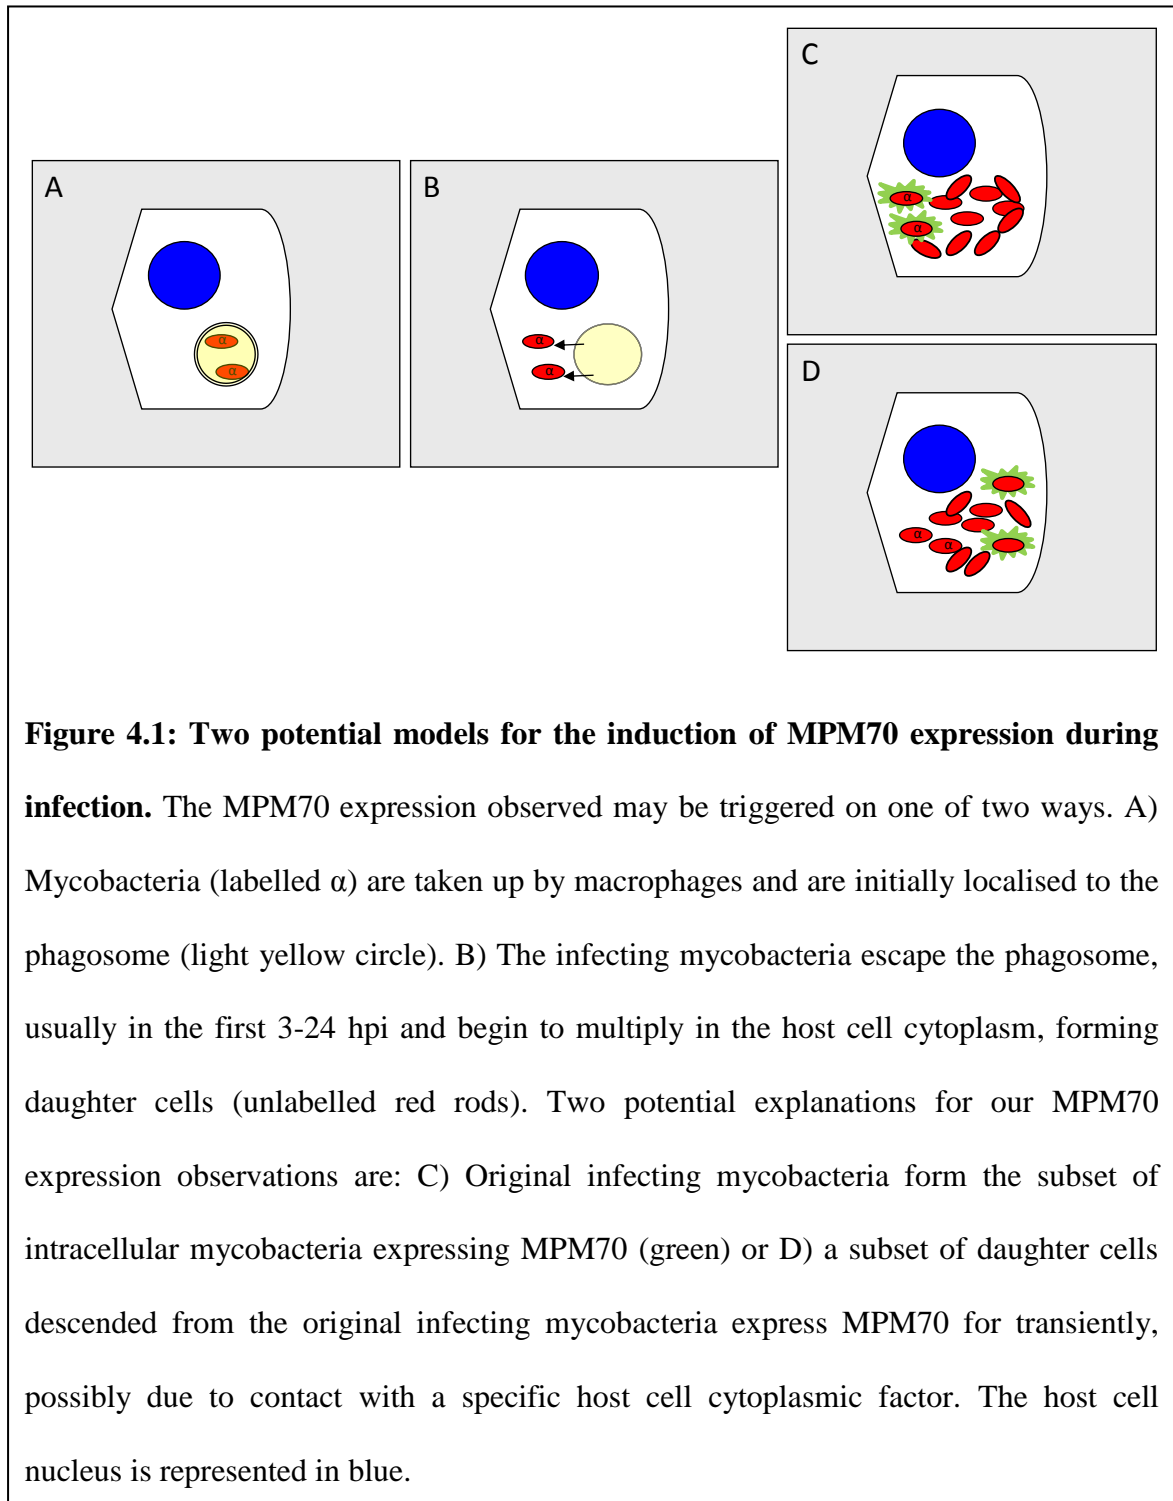 C
A
α
α
B
α
α
α
α
D
α
α
Figure 4.1: Two potential models for the induction of MPM70 expression during
infection. The MPM70 expression observed may be triggered on one of two ways. A)
Mycobacteria (labelled α) are taken up by macrophages and are initially localised to the
phagosome (light yellow circle). B) The infecting mycobacteria escape the phagosome,
usually in the first 3-24 hpi and begin to multiply in the host cell cytoplasm, forming
daughter cells (unlabelled red rods). Two potential explanations for our MPM70
expression observations are: C) Original infecting mycobacteria form the subset of
intracellular mycobacteria expressing MPM70 (green) or D) a subset of daughter cells
descended from the original infecting mycobacteria express MPM70 for transiently,
possibly due to contact with a specific host cell cytoplasmic factor. The host cell
nucleus is represented in blue.